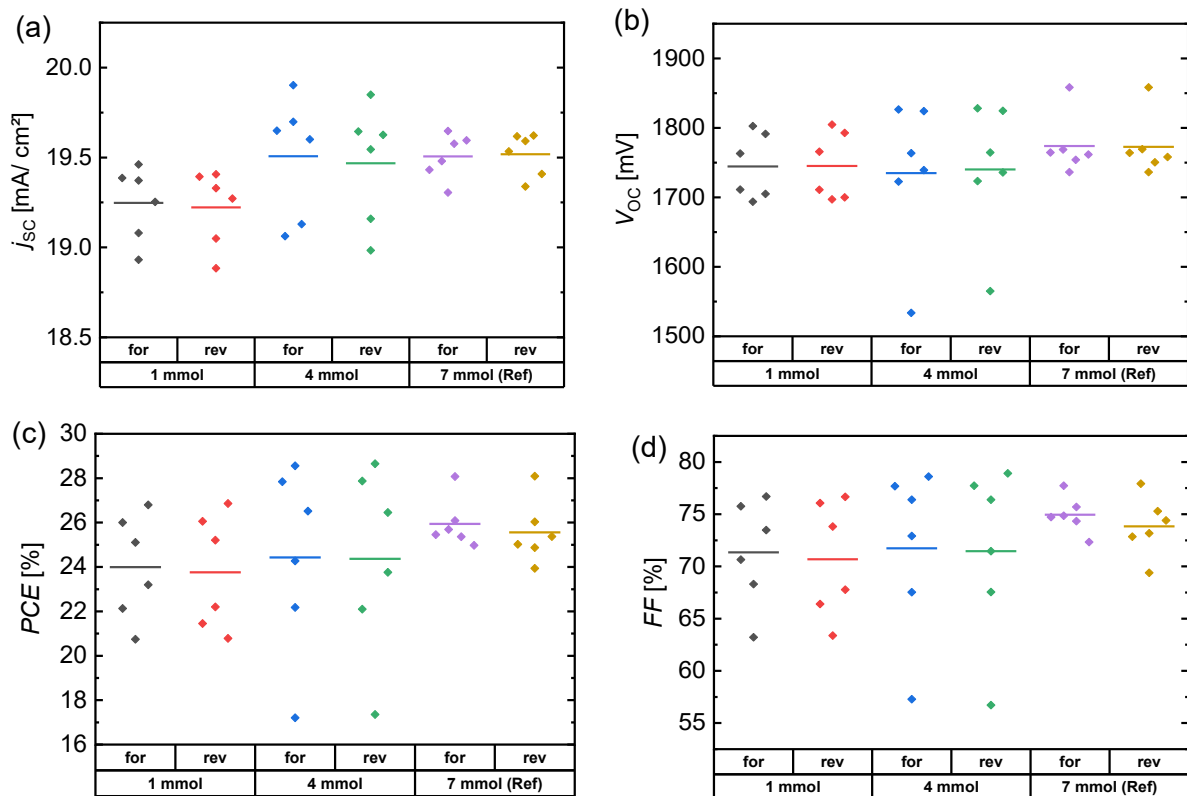 (a)
j_SC [mA/ cm²]
20.0
19.5
19.0
18.5
for rev for rev for rev
1 mmol 4 mmol 7 mmol (Ref)
(b)
V_OC [mV]
1900
1800
1700
1600
1500
for rev for rev for rev
1 mmol 4 mmol 7 mmol (Ref)
(c)
PCE [%]
30
28
26
24
22
20
18
16
for rev for rev for rev
1 mmol 4 mmol 7 mmol (Ref)
(d)
FF [%]
80
75
70
65
60
55
for rev for rev for rev
1 mmol 4 mmol 7 mmol (Ref)